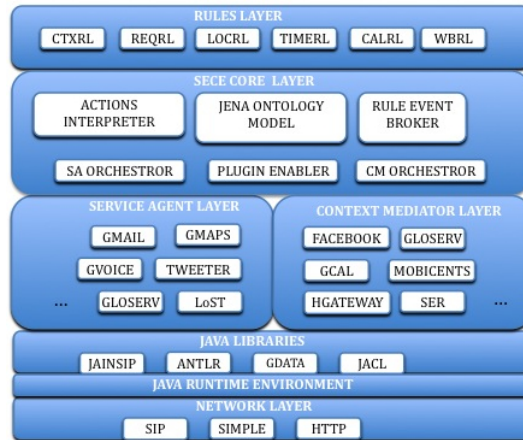 RULES LAYER
CTXRL REQRL LOCRL TIMERL CALRL WBRL
SECE CORE LAYER
ACTIONS INTERPRETER
JENA ONTOLOGY MODEL
RULE EVENT BROKER
SA ORCHESTROR PLUGIN ENABLER CM ORCHESTROR
SERVICE AGENT LAYER
GMAIL GMAPS
GVOICE TWEETER
... GLOSERV LoST
CONTEXT MEDIATOR LAYER
FACEBOOK GLOSERV
GCAL MOBICENTS
HGATEWAY SER ...
JAVA LIBRARIES
JAINSIP ANTLR GDATA JACL
JAVA RUNTIME ENVIRONMENT
NETWORK LAYER
SIP SIMPLE HTTP